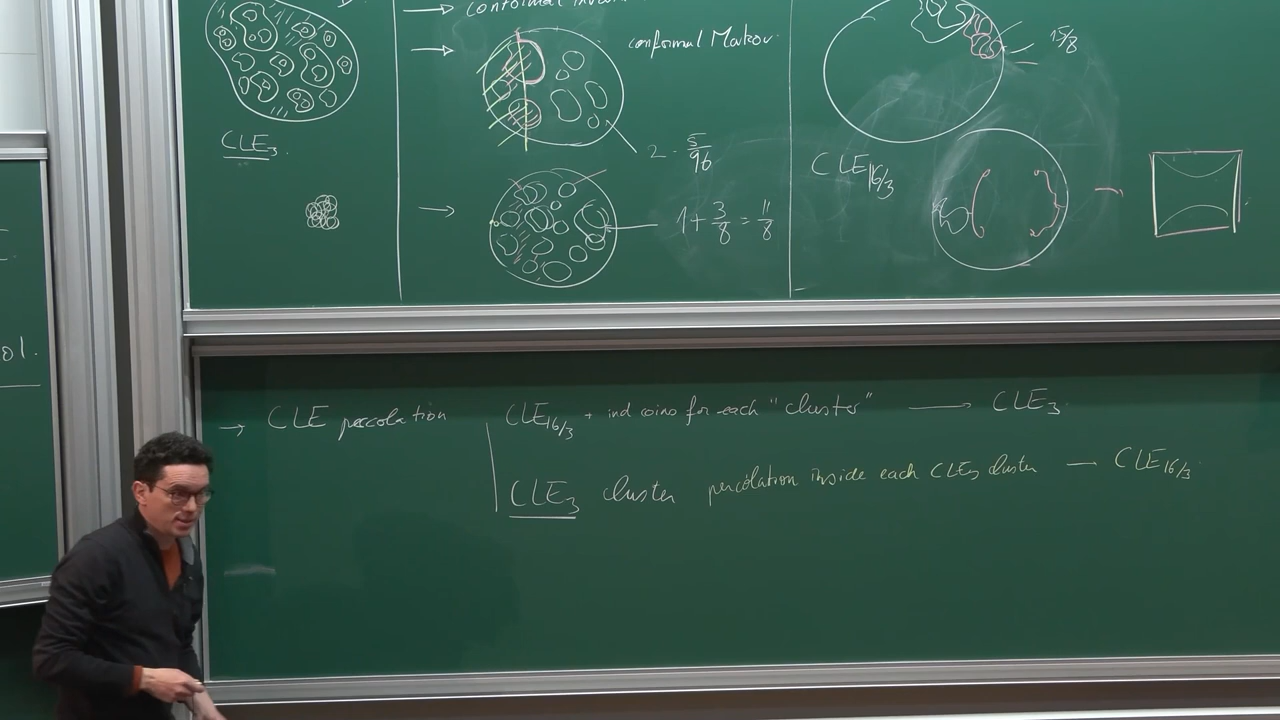 → conformal
→ conformal Markov.
CLE₃.
2 - 5/96
→ 1 + 3/8 = 11/8
15/8
CLE₁₆/₃
ol.
→ CLE percolation CLE₁₆/₃ + ind coins for each "cluster" → CLE₃.
CLE₃ cluster percolation inside each CLE₃ cluster → CLE₁₆/₃.